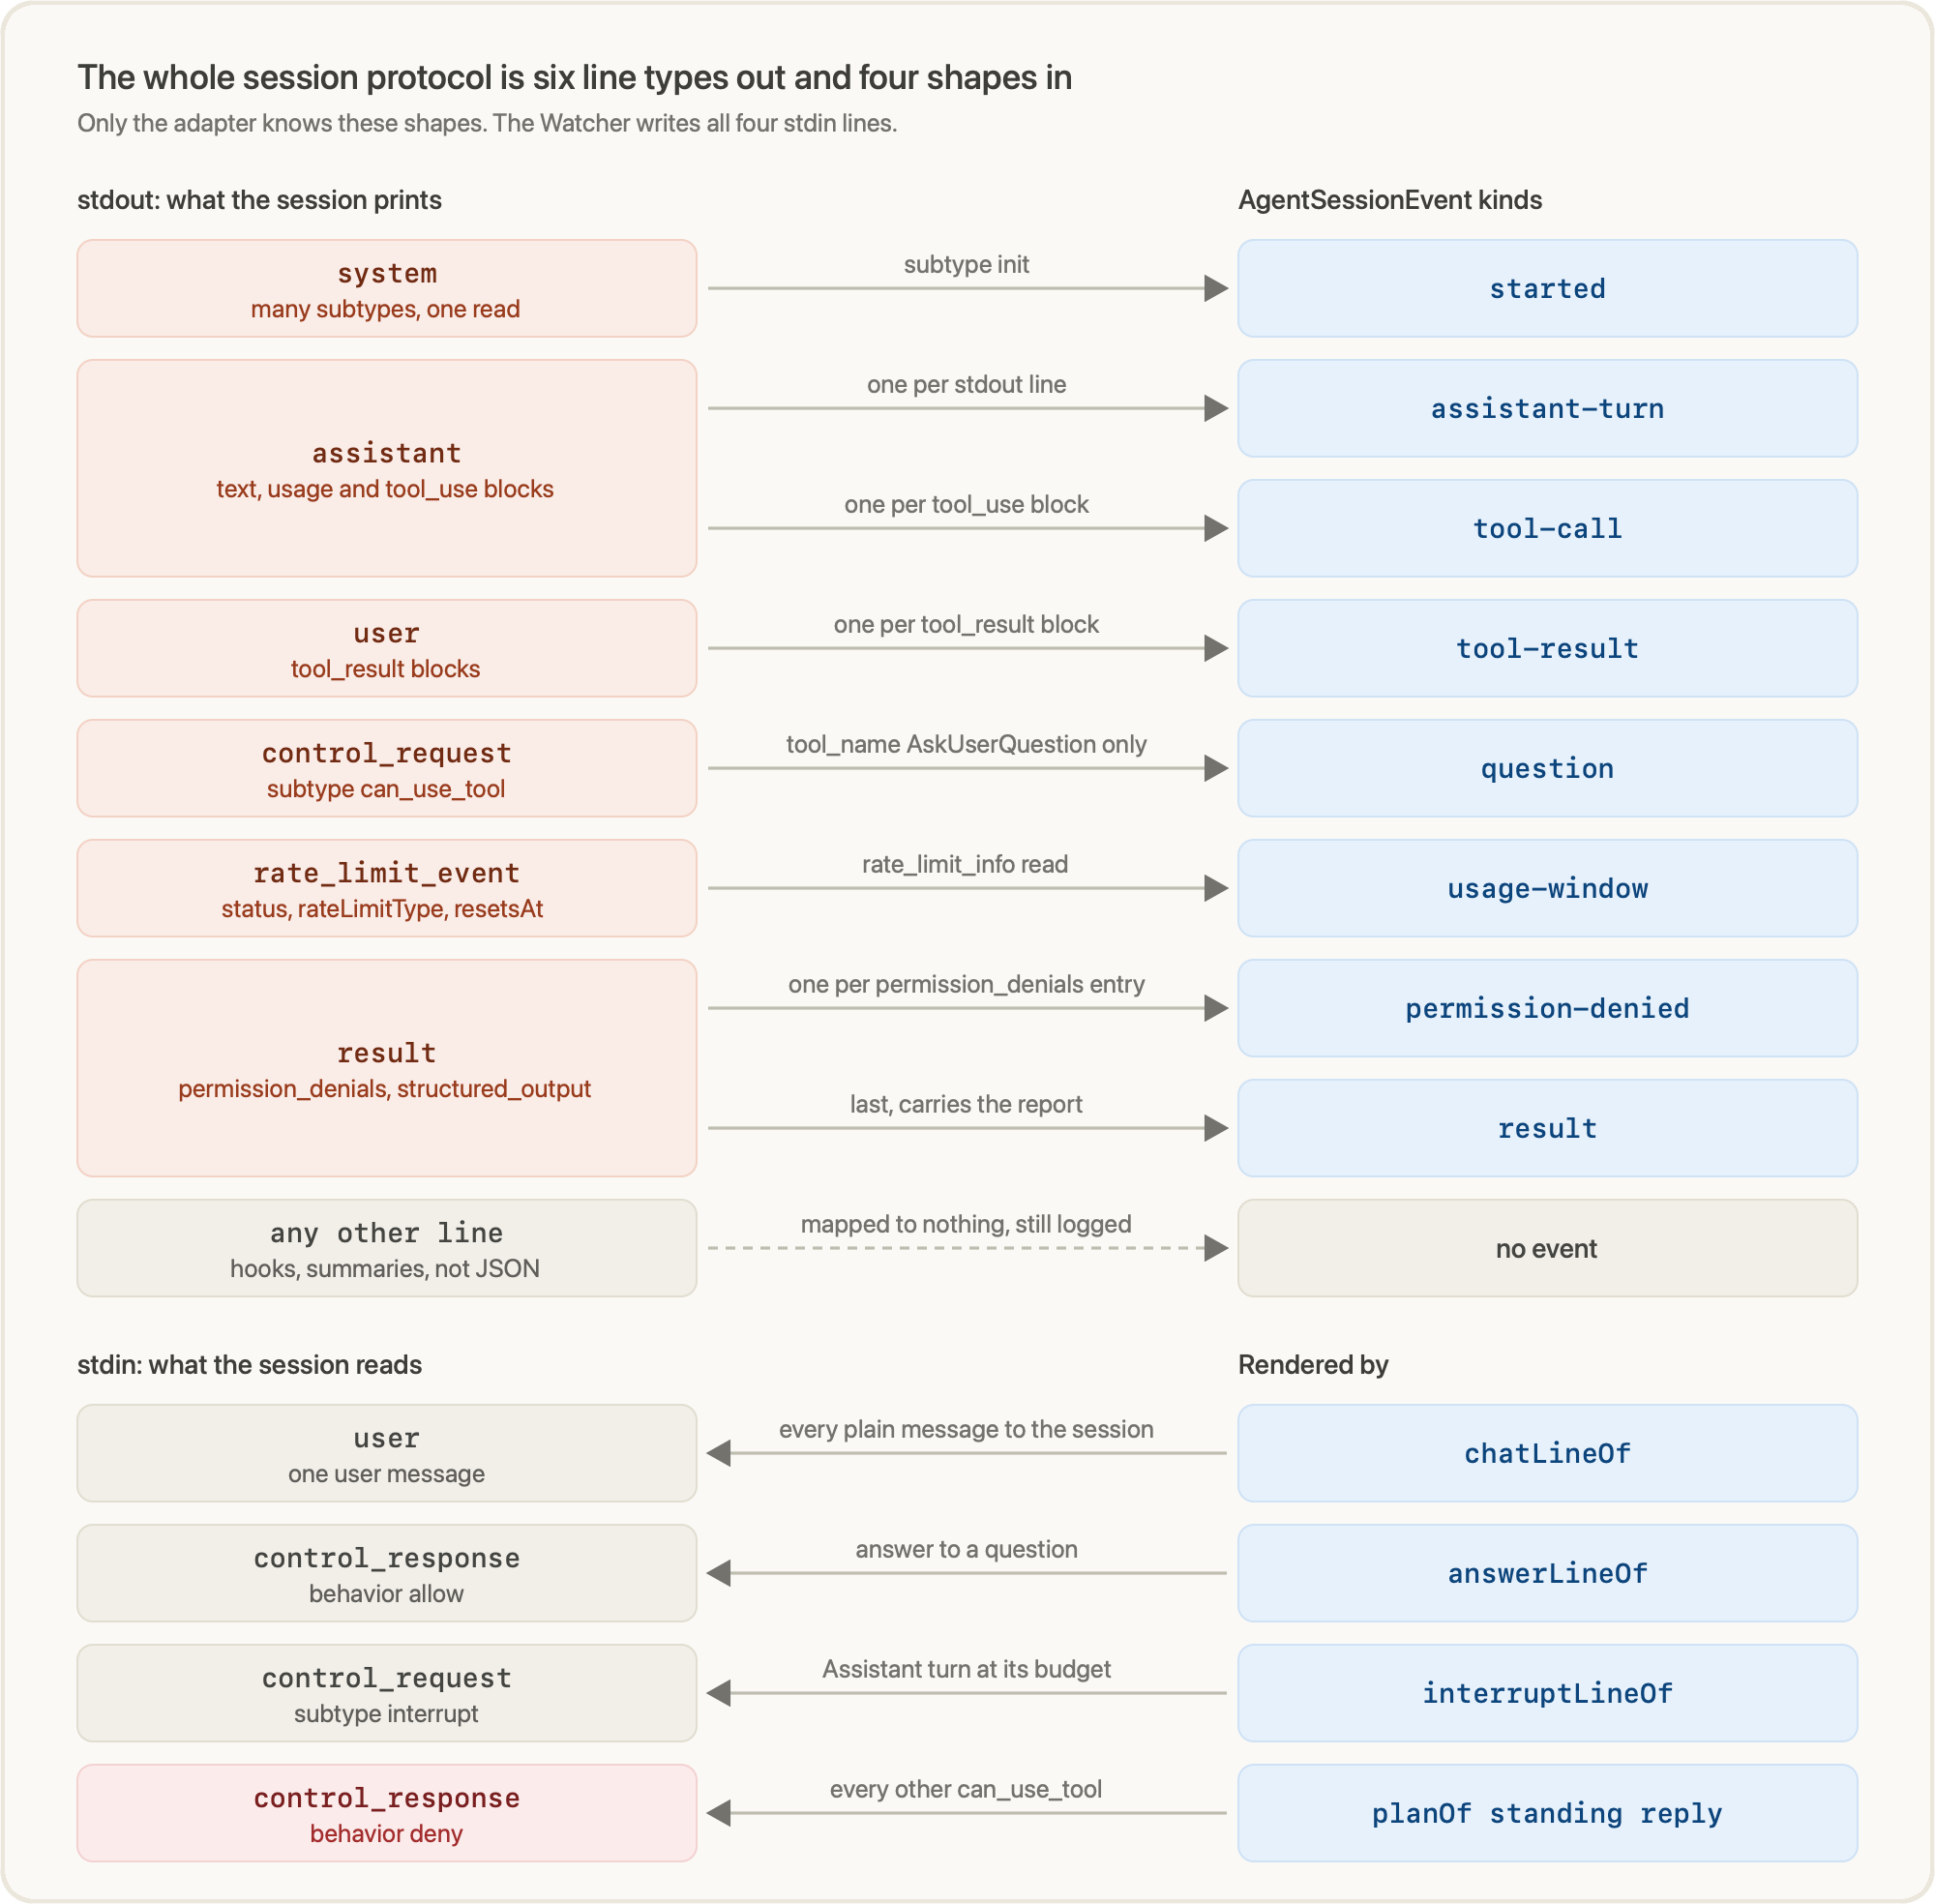 The whole session protocol is six line types out and four shapes in
Only the adapter knows these shapes. The Watcher writes all four stdin lines.
stdout: what the session prints
AgentSessionEvent kinds
system
many subtypes, one read
subtype init
started
assistant
text, usage and tool_use blocks
one per stdout line
assistant-turn
one per tool_use block
tool-call
user
tool_result blocks
one per tool_result block
tool-result
control_request
subtype can_use_tool
tool_name AskUserQuestion only
question
rate_limit_event
status, rateLimitType, resetsAt
rate_limit_info read
usage-window
result
permission_denials, structured_output
one per permission_denials entry
permission-denied
last, carries the report
result
any other line
hooks, summaries, not JSON
mapped to nothing, still logged
no event
stdin: what the session reads
Rendered by
user
one user message
every plain message to the session
chatLineOf
control_response
behavior allow
answer to a question
answerLineOf
control_request
subtype interrupt
Assistant turn at its budget
interruptLineOf
control_response
behavior deny
every other can_use_tool
planOf standing reply